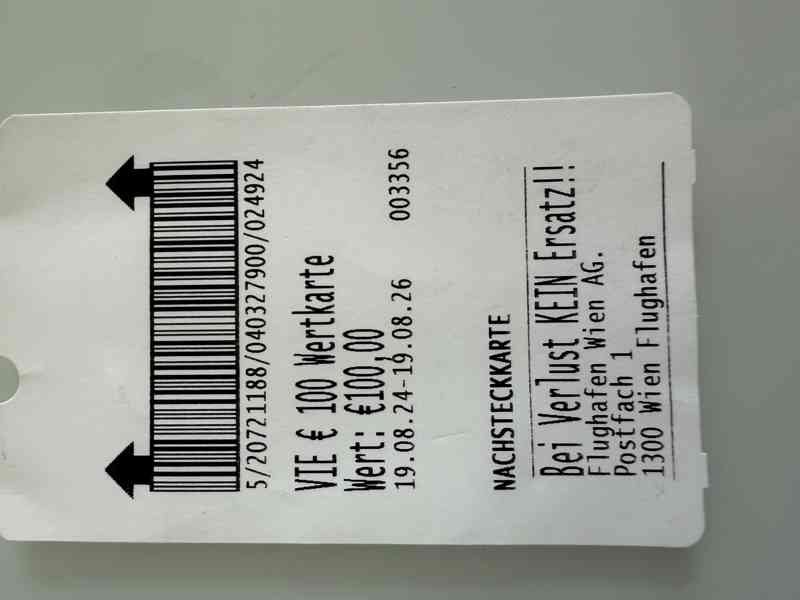 5/20721188/040327900/024924
VIE € 100 Wertkarte
Wert: €100,00
19.08.24-19.08.26 003356
NACHSTECKKARTE
Bei Verlust KEIN Ersatz!!
Flughafen Wien AG.
Postfach 1
1300 Wien Flughafen